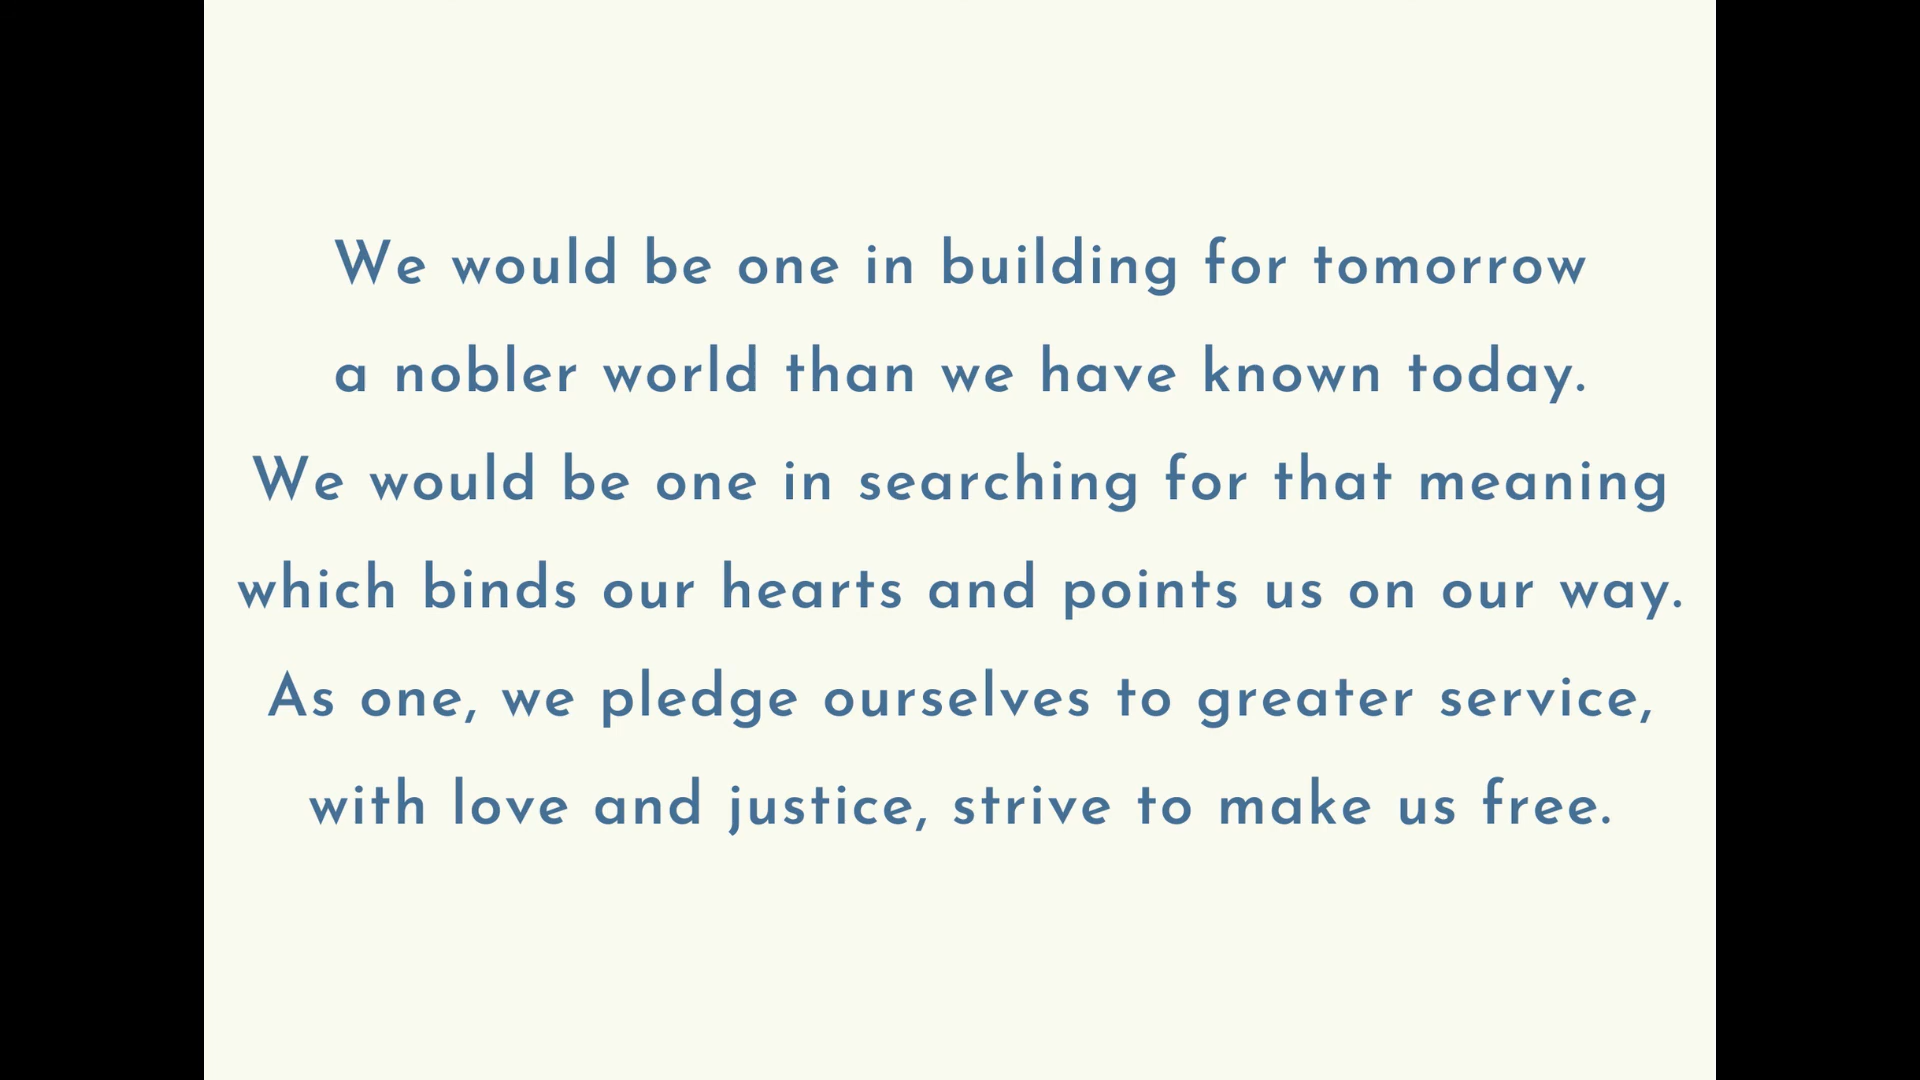 We would be one in building for tomorrow
a nobler world than we have known today.
We would be one in searching for that meaning
which binds our hearts and points us on our way.
As one, we pledge ourselves to greater service,
with love and justice, strive to make us free.